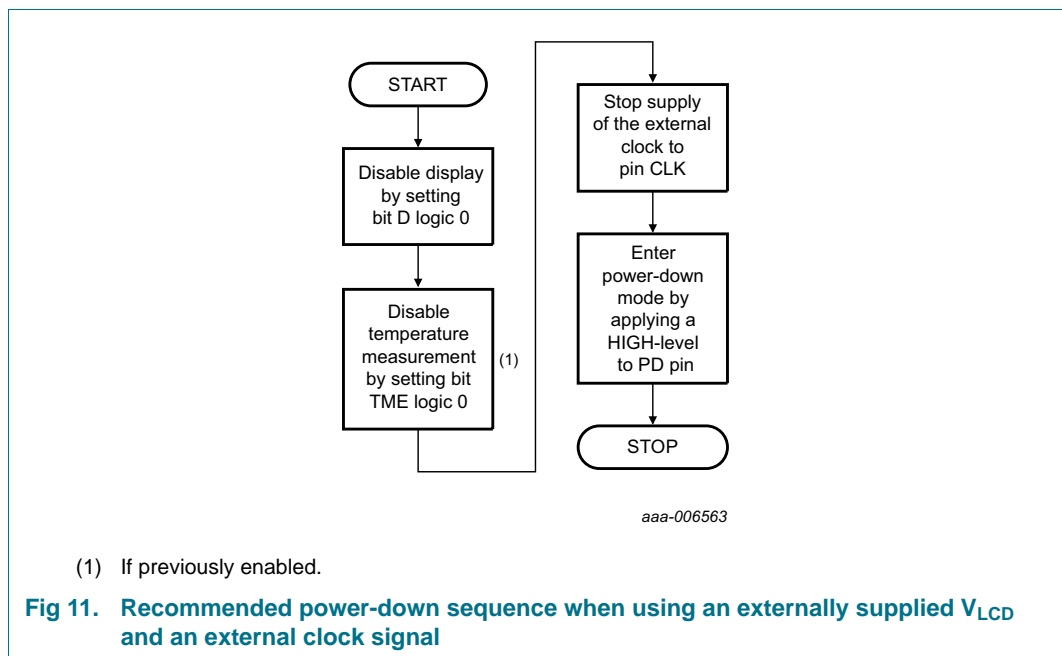 START
Disable display
by setting
bit D logic 0
Disable
temperature
measurement
by setting bit
TME logic 0
(1)
Stop supply
of the external
clock to
pin CLK
Enter
power-down
mode by
applying a
HIGH-level
to PD pin
STOP
aaa-006563
(1) If previously enabled.
Fig 11. Recommended power-down sequence when using an externally supplied VLCD
and an external clock signal